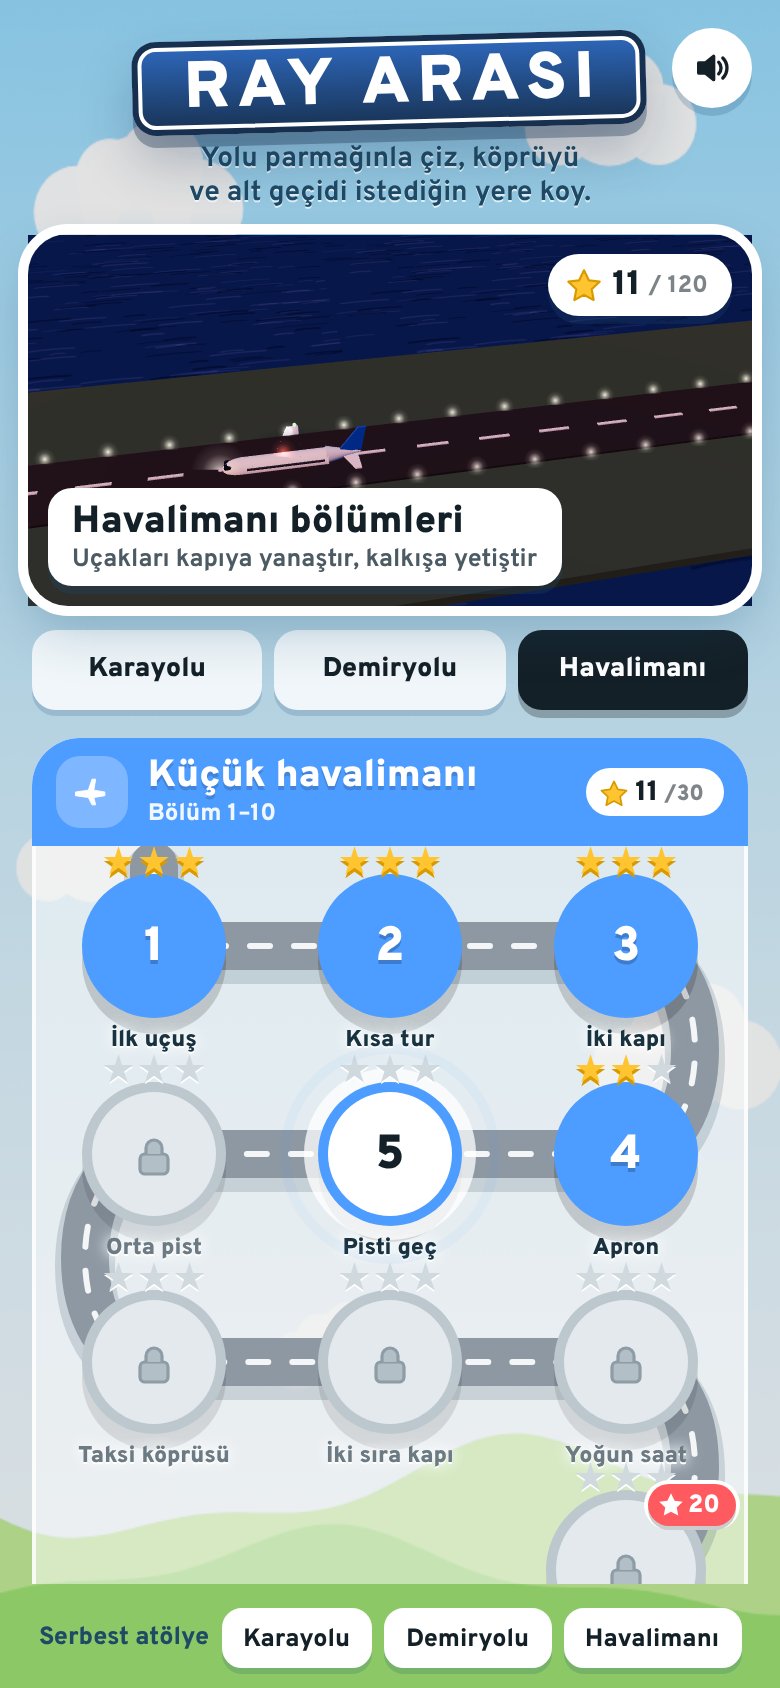 RAY ARASI
Yolu parmağınla çiz, köprüyü
ve alt geçidi istediğin yere koy.
11 / 120
Havalimanı bölümleri
Uçakları kapıya yanaştır, kalkışa yetiştir
Karayolu Demiryolu Havalimanı
Küçük havalimanı
Bölüm 1–10
11 /30
1 2 3
İlk uçuş Kısa tur İki kapı
5 4
Orta pist Pisti geç Apron
Taksi köprüsü İki sıra kapı Yoğun saat
20
Serbest atölye Karayolu Demiryolu Havalimanı